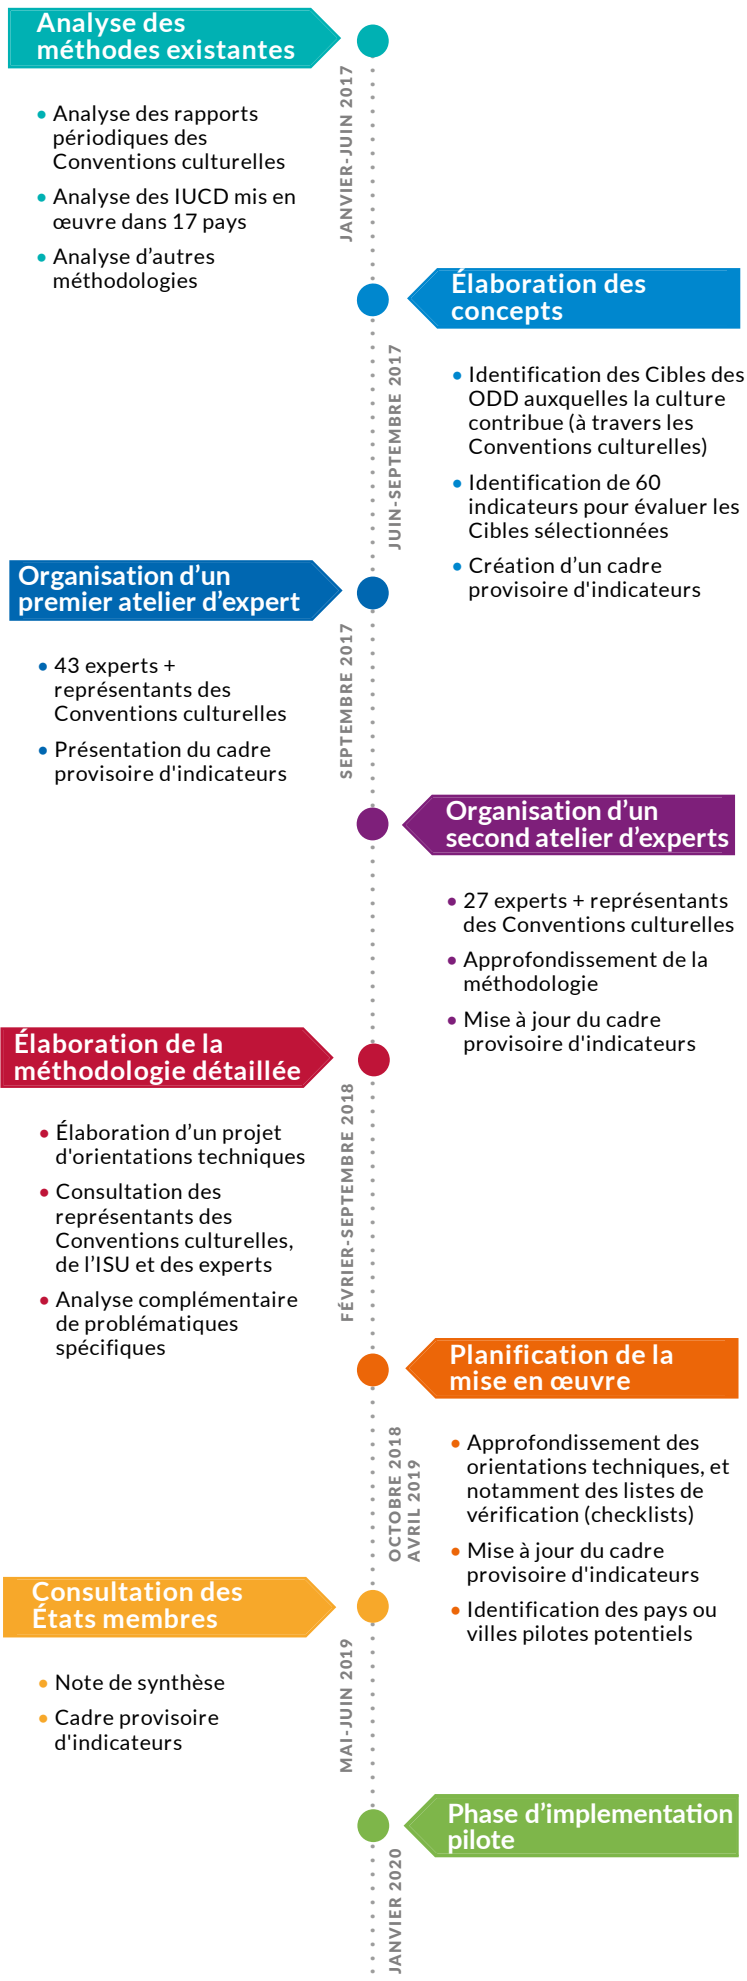 Analyse des
méthodes existantes
JANVIER-JUIN 2017
• Analyse des rapports
périodiques des
Conventions culturelles
• Analyse des IUCD mis en
œuvre dans 17 pays
• Analyse d’autres
méthodologies
Élaboration des
concepts
JUIN-SEPTEMBRE 2017
• Identification des Cibles des
ODD auxquelles la culture
contribue (à travers les
Conventions culturelles)
• Identification de 60
indicateurs pour évaluer les
Cibles sélectionnées
• Création d’un cadre
provisoire d'indicateurs
Organisation d’un
premier atelier d’expert
SEPTEMBRE 2017
• 43 experts +
représentants des
Conventions culturelles
• Présentation du cadre
provisoire d'indicateurs
Organisation d’un
second atelier d’experts
• 27 experts + représentants
des Conventions culturelles
• Approfondissement de la
méthodologie
• Mise à jour du cadre
provisoire d'indicateurs
Élaboration de la
méthodologie détaillée
FÉVRIER-SEPTEMBRE 2018
• Élaboration d’un projet
d'orientations techniques
• Consultation des
représentants des
Conventions culturelles,
de l’ISU et des experts
• Analyse complémentaire
de problématiques
spécifiques
Planification de la
mise en œuvre
OCTOBRE 2018
AVRIL 2019
• Approfondissement des
orientations techniques, et
notamment des listes de
vérification (checklists)
• Mise à jour du cadre
provisoire d'indicateurs
• Identification des pays ou
villes pilotes potentiels
Consultation des
États membres
MAI-JUIN 2019
• Note de synthèse
• Cadre provisoire
d'indicateurs
Phase d’implementation
pilote
JANVIER 2020